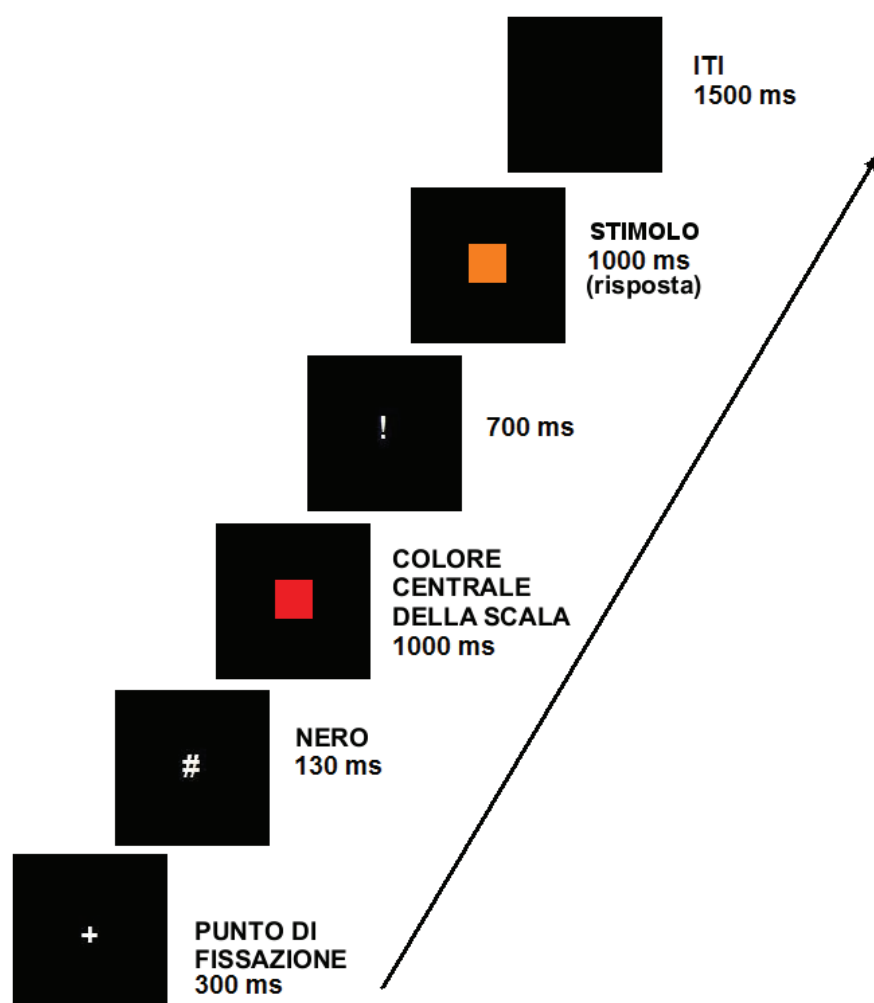 ITI
1500 ms
STIMOLO
1000 ms
(risposta)
!
700 ms
COLORE
CENTRALE
DELLA SCALA
1000 ms
#
NERO
130 ms
+
PUNTO DI
FISSAZIONE
300 ms